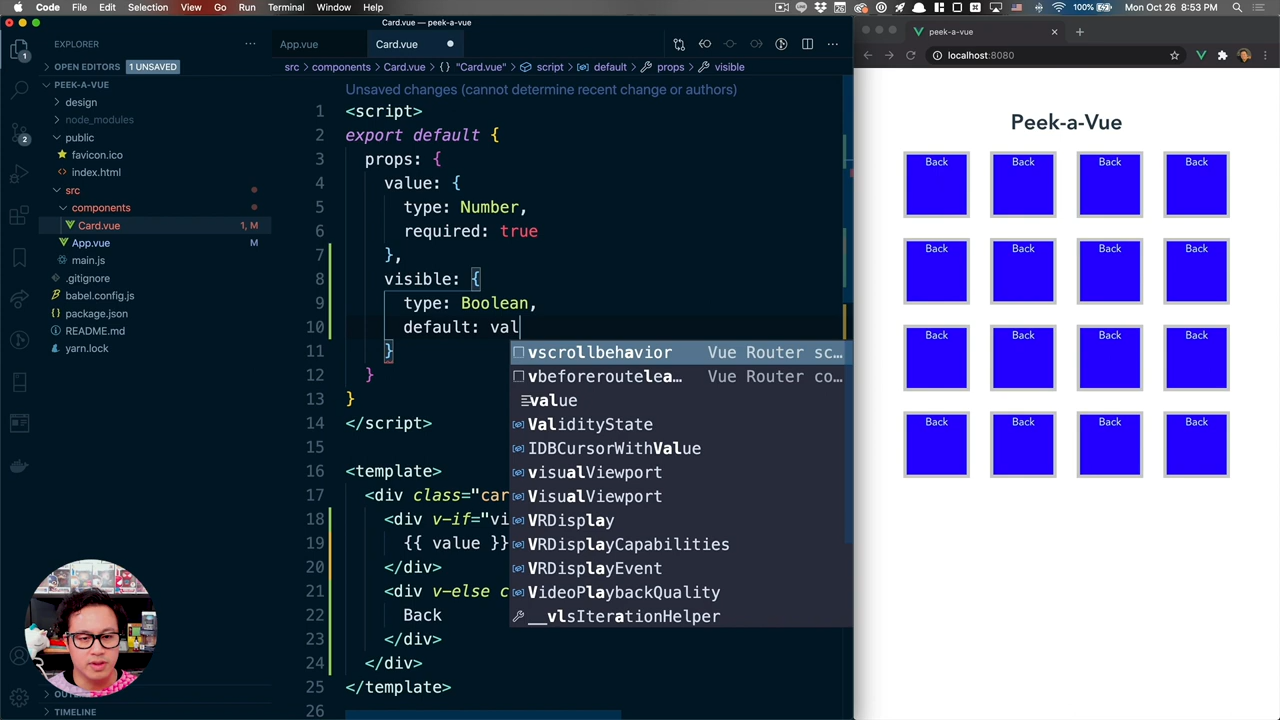 Code File Edit Selection View Go Run Terminal Window Help
100% Mon Oct 26 8:53 PM
Card.vue — peek-a-vue
EXPLORER
OPEN EDITORS 1 UNSAVED
PEEK-A-VUE
design
node_modules
public
favicon.ico
index.html
src
components
Card.vue 1, M
App.vue M
main.js
.gitignore
babel.config.js
package.json
README.md
yarn.lock
TIMELINE
1
2
App.vue
Card.vue
src > components > Card.vue > {} "Card.vue" > script > default > props > visible
Unsaved changes (cannot determine recent change or authors)
1 <script>
2 export default {
3 props: {
4 value: {
5 type: Number,
6 required: true
7 },
8 visible: {
9 type: Boolean,
10 default: val
11 }
12 }
13 }
14 </script>
15
16 <template>
17 <div class="car
18 <div v-if="vi
19 {{ value }}
20 </div>
21 <div v-else c
22 Back
23 </div>
24 </div>
25 </template>
26
vscrollbehavior Vue Router sc…
vbeforeroutelea… Vue Router co…
value
ValidityState
IDBCursorWithValue
visualViewport
VisualViewport
VRDisplay
VRDisplayCapabilities
VRDisplayEvent
VideoPlaybackQuality
__vlsIterationHelper
peek-a-vue
localhost:8080
Peek-a-Vue
Back Back Back Back
Back Back Back Back
Back Back Back Back
Back Back Back Back